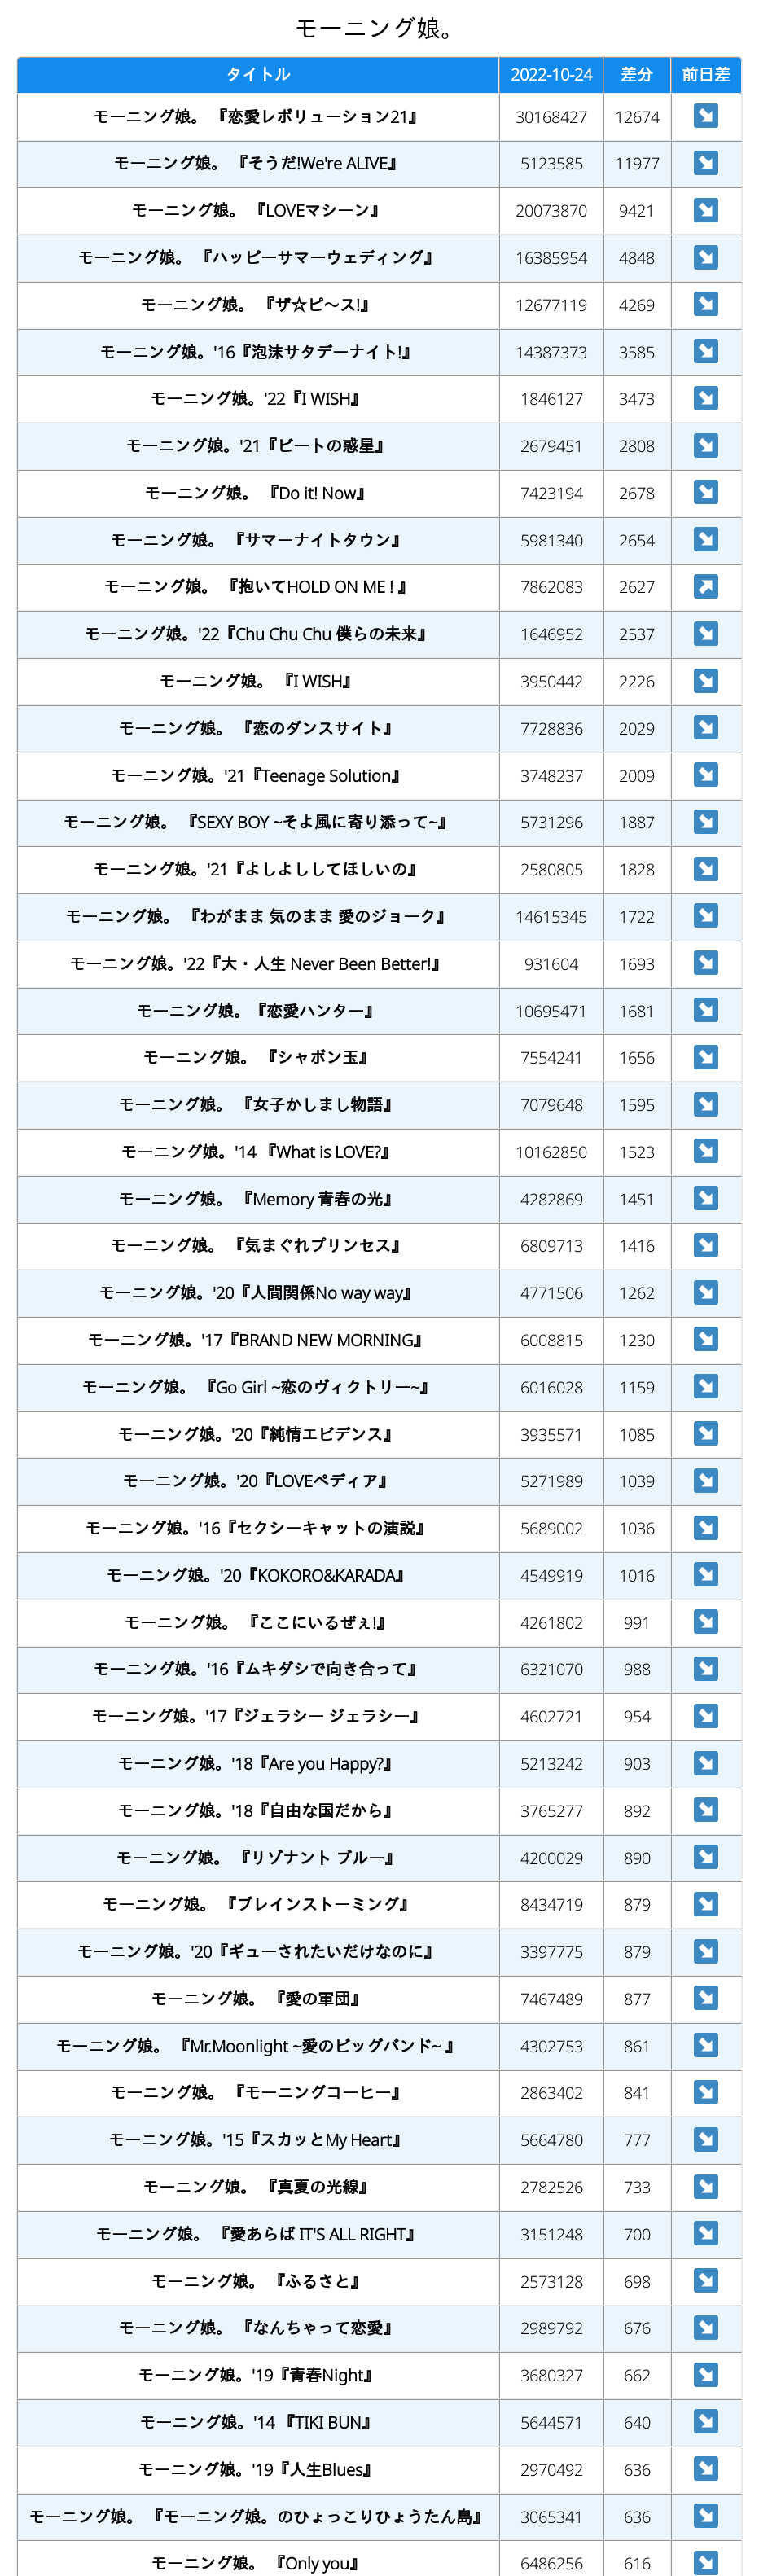 モーニング娘。
タイトル 2022-10-24 差分 前日差
モーニング娘。 『恋愛レボリューション21』 30168427 12674
モーニング娘。 『そうだ!We're ALIVE』 5123585 11977
モーニング娘。 『LOVEマシーン』 20073870 9421
モーニング娘。 『ハッピーサマーウェディング』 16385954 4848
モーニング娘。 『ザ☆ピ〜ス!』 12677119 4269
モーニング娘。'16『泡沫サタデーナイト!』 14387373 3585
モーニング娘。'22『I WISH』 1846127 3473
モーニング娘。'21『ビートの惑星』 2679451 2808
モーニング娘。 『Do it! Now』 7423194 2678
モーニング娘。 『サマーナイトタウン』 5981340 2654
モーニング娘。 『抱いてHOLD ON ME ! 』 7862083 2627
モーニング娘。'22『Chu Chu Chu 僕らの未来』 1646952 2537
モーニング娘。 『I WISH』 3950442 2226
モーニング娘。 『恋のダンスサイト』 7728836 2029
モーニング娘。'21『Teenage Solution』 3748237 2009
モーニング娘。 『SEXY BOY ~そよ風に寄り添って~』 5731296 1887
モーニング娘。'21『よしよししてほしいの』 2580805 1828
モーニング娘。 『わがまま 気のまま 愛のジョーク』 14615345 1722
モーニング娘。'22『大・人生 Never Been Better!』 931604 1693
モーニング娘。『恋愛ハンター』 10695471 1681
モーニング娘。 『シャボン玉』 7554241 1656
モーニング娘。 『女子かしまし物語』 7079648 1595
モーニング娘。'14 『What is LOVE?』 10162850 1523
モーニング娘。 『Memory 青春の光』 4282869 1451
モーニング娘。 『気まぐれプリンセス』 6809713 1416
モーニング娘。'20『人間関係No way way』 4771506 1262
モーニング娘。'17『BRAND NEW MORNING』 6008815 1230
モーニング娘。 『Go Girl ~恋のヴィクトリー~』 6016028 1159
モーニング娘。'20『純情エビデンス』 3935571 1085
モーニング娘。'20『LOVEペディア』 5271989 1039
モーニング娘。'16『セクシーキャットの演説』 5689002 1036
モーニング娘。'20『KOKORO&KARADA』 4549919 1016
モーニング娘。 『ここにいるぜぇ!』 4261802 991
モーニング娘。'16『ムキダシで向き合って』 6321070 988
モーニング娘。'17『ジェラシー ジェラシー』 4602721 954
モーニング娘。'18『Are you Happy?』 5213242 903
モーニング娘。'18『自由な国だから』 3765277 892
モーニング娘。 『リゾナント ブルー』 4200029 890
モーニング娘。 『ブレインストーミング』 8434719 879
モーニング娘。'20『ギューされたいだけなのに』 3397775 879
モーニング娘。 『愛の軍団』 7467489 877
モーニング娘。 『Mr.Moonlight ~愛のビッグバンド~ 』 4302753 861
モーニング娘。 『モーニングコーヒー』 2863402 841
モーニング娘。'15『スカッとMy Heart』 5664780 777
モーニング娘。 『真夏の光線』 2782526 733
モーニング娘。 『愛あらば IT'S ALL RIGHT』 3151248 700
モーニング娘。 『ふるさと』 2573128 698
モーニング娘。 『なんちゃって恋愛』 2989792 676
モーニング娘。'19『青春Night』 3680327 662
モーニング娘。'14 『TIKI BUN』 5644571 640
モーニング娘。'19『人生Blues』 2970492 636
モーニング娘。 『モーニング娘。のひょっこりひょうたん島』 3065341 636
モーニング娘。 『Only you』 6486256 616